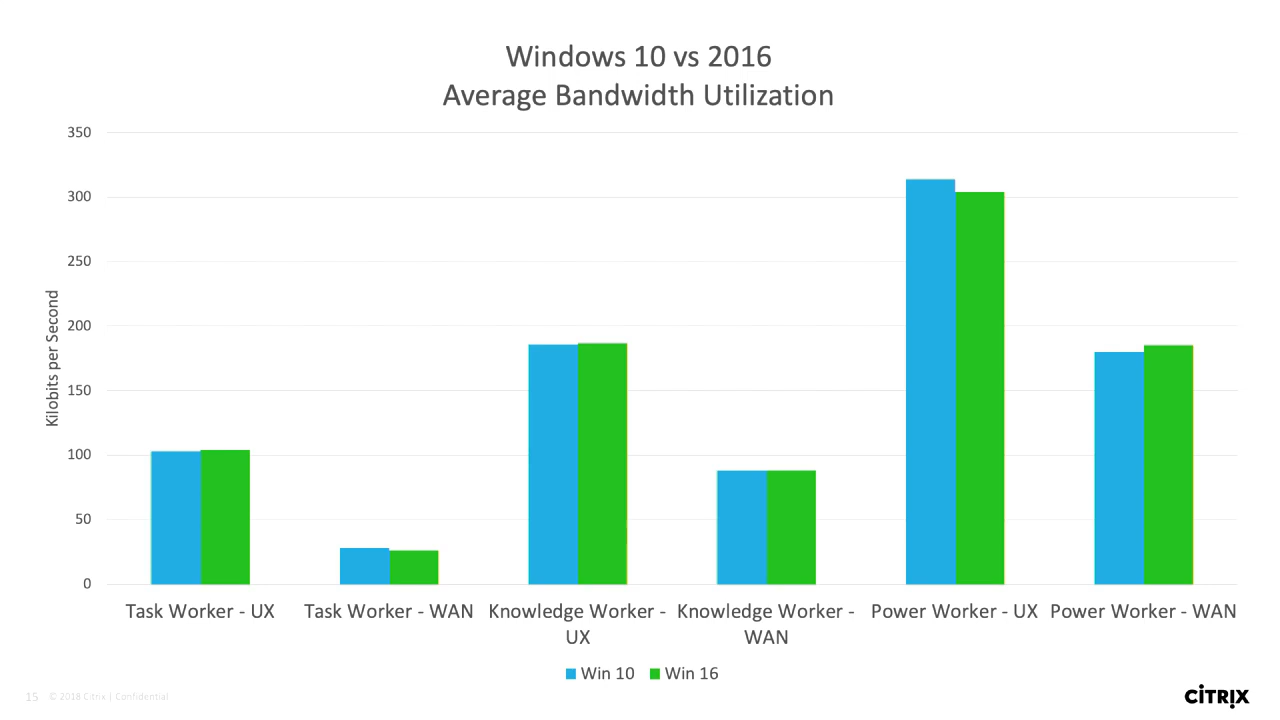 Windows 10 vs 2016
Average Bandwidth Utilization
Kilobits per Second
350
300
250
200
150
100
50
0
Task Worker - UX
Task Worker - WAN
Knowledge Worker -
UX
Knowledge Worker -
WAN
Power Worker - UX
Power Worker - WAN
Win 10
Win 16
15
© 2018 Citrix | Confidential
CiTRIX